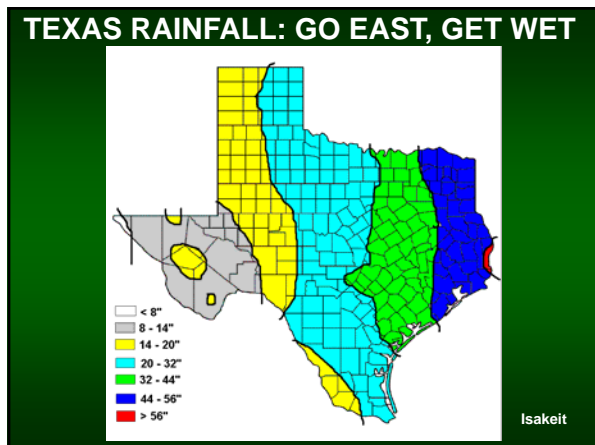 TEXAS RAINFALL: GO EAST, GET WET
< 8"
8 - 14"
14 - 20"
20 - 32"
32 - 44"
44 - 56"
> 56"
Isakeit